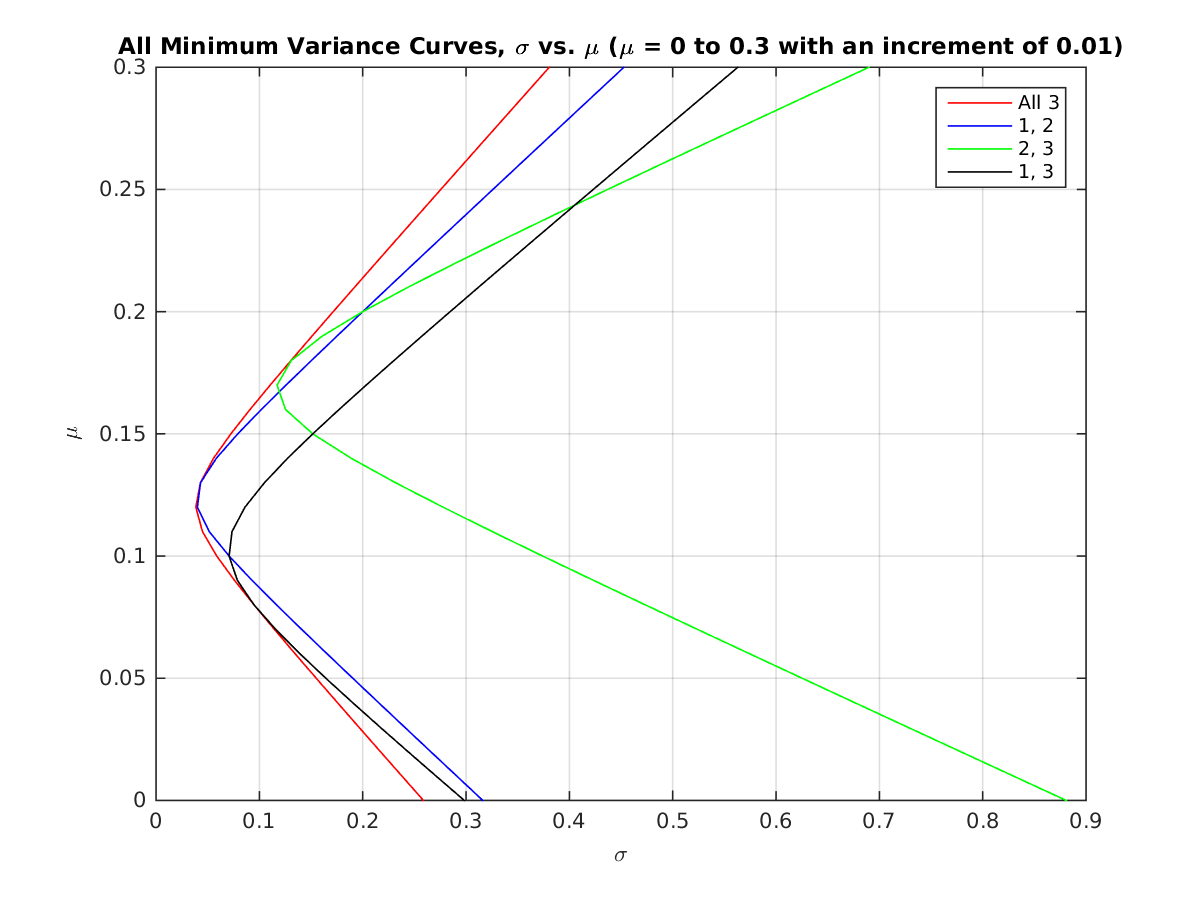 All Minimum Variance Curves, σ vs. μ (μ = 0 to 0.3 with an increment of 0.01)
0.3
0.25
0.2
0.15
0.1
0.05
0
μ
All 3
1, 2
2, 3
1, 3
0 0.1 0.2 0.3 0.4 0.5 0.6 0.7 0.8 0.9
σ